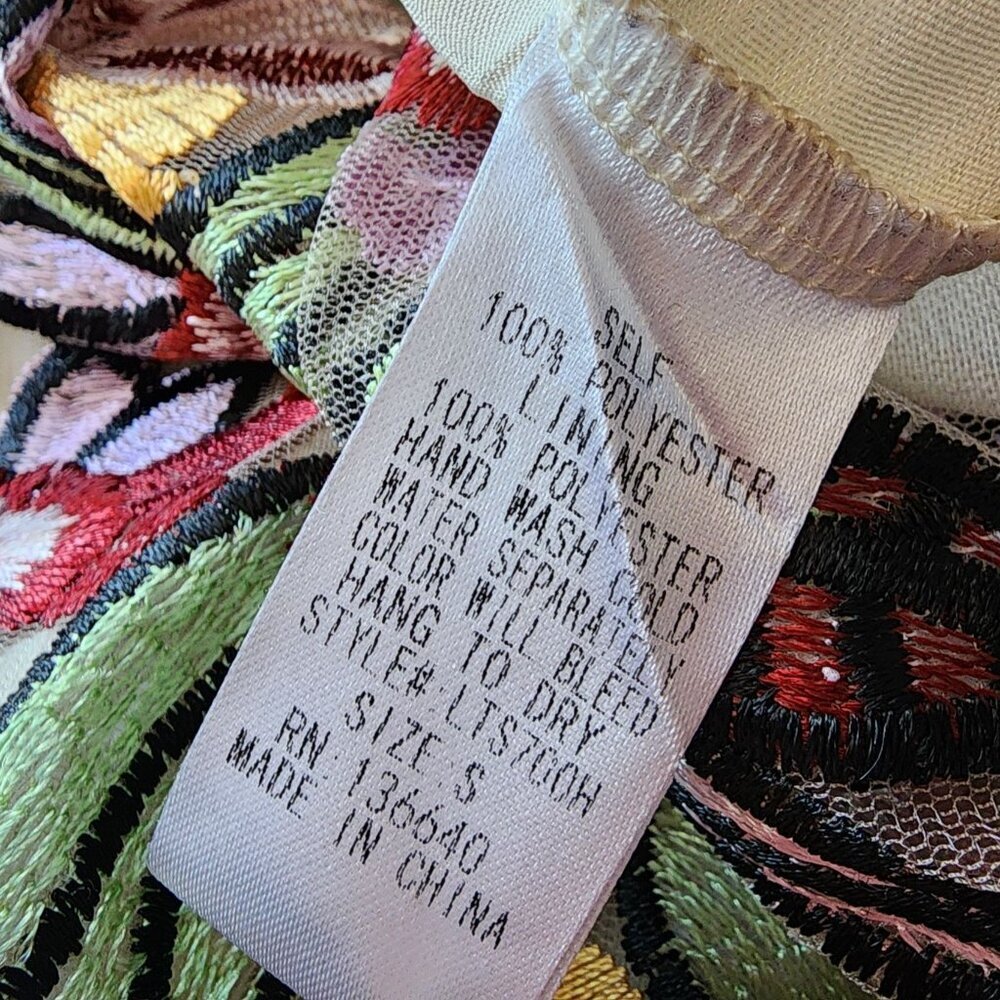 SELF
100% POLYESTER
LINING
100% POLYESTER
HAND WASH COLD
WATER SEPARATELY
COLOR WILL BLEED
HANG TO DRY
STYLE#:LTS700H
SIZE S
RN 136640
MADE IN CHINA